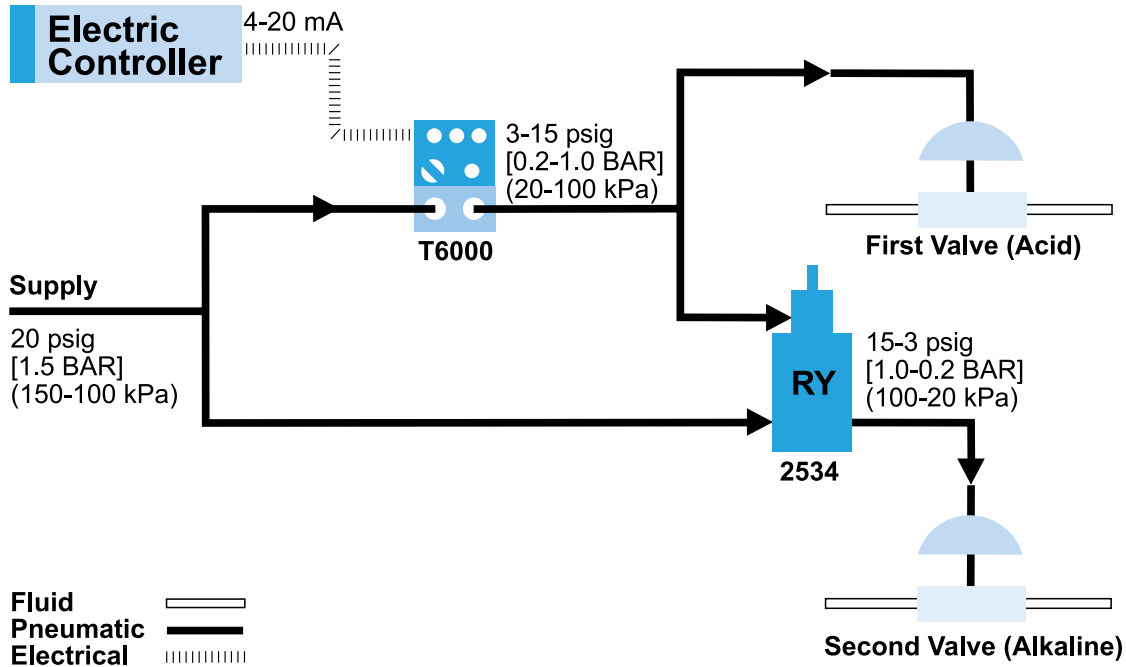 Electric
Controller
4-20 mA
3-15 psig
[0.2-1.0 BAR]
(20-100 kPa)
T6000
First Valve (Acid)
Supply
20 psig
[1.5 BAR]
(150-100 kPa)
RY
15-3 psig
[1.0-0.2 BAR]
(100-20 kPa)
2534
Second Valve (Alkaline)
Fluid
Pneumatic
Electrical